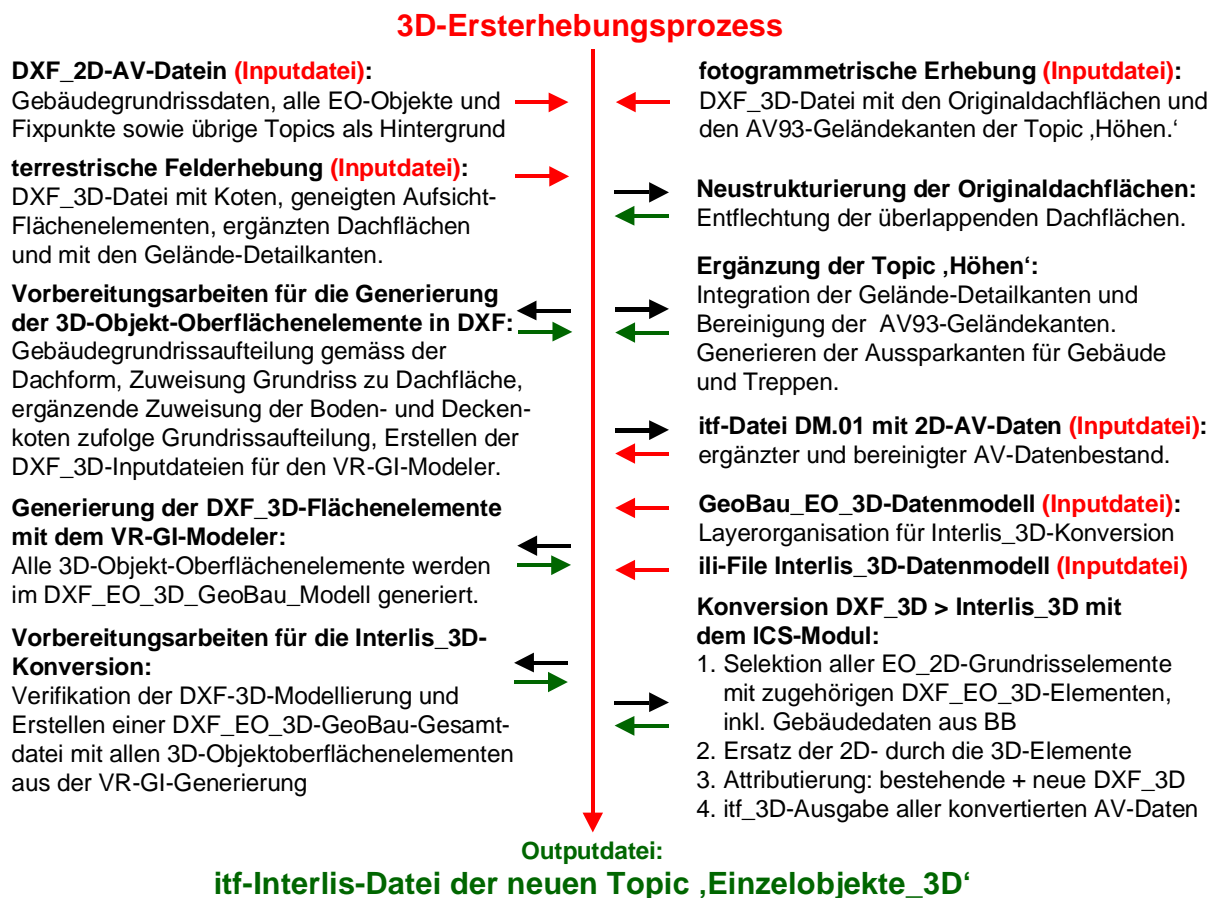 3D-Ersterhebungsprozess
DXF_2D-AV-Datein (Inputdatei):
Gebäudegrundrissdaten, alle EO-Objekte und
Fixpunkte sowie übrige Topics als Hintergrund
terrestrische Felderhebung (Inputdatei):
DXF_3D-Datei mit Koten, geneigten Aufsicht-
Flächenelementen, ergänzten Dachflächen
und mit den Gelände-Detailkanten.
Vorbereitungsarbeiten für die Generierung
der 3D-Objekt-Oberflächenelemente in DXF:
Gebäudegrundrissaufteilung gemäss der
Dachform, Zuweisung Grundriss zu Dachfläche,
ergänzende Zuweisung der Boden- und Decken-
koten zufolge Grundrissaufteilung, Erstellen der
DXF_3D-Inputdateien für den VR-GI-Modeler.
Generierung der DXF_3D-Flächenelemente
mit dem VR-GI-Modeler:
Alle 3D-Objekt-Oberflächenelemente werden
im DXF_EO_3D_GeoBau_Modell generiert.
Vorbereitungsarbeiten für die Interlis_3D-
Konversion:
Verifikation der DXF-3D-Modellierung und
Erstellen einer DXF_EO_3D-GeoBau-Gesamt-
datei mit allen 3D-Objektoberflächenelementen
aus der VR-GI-Generierung
fotogrammetrische Erhebung (Inputdatei):
DXF_3D-Datei mit den Originaldachflächen und
den AV93-Geländekanten der Topic ‚Höhen.‘
Neustrukturierung der Originaldachflächen:
Entflechtung der überlappenden Dachflächen.
Ergänzung der Topic ‚Höhen‘:
Integration der Gelände-Detailkanten und
Bereinigung der AV93-Geländekanten.
Generieren der Aussparkanten für Gebäude
und Treppen.
itf-Datei DM.01 mit 2D-AV-Daten (Inputdatei):
ergänzter und bereinigter AV-Datenbestand.
GeoBau_EO_3D-Datenmodell (Inputdatei):
Layerorganisation für Interlis_3D-Konversion
ili-File Interlis_3D-Datenmodell (Inputdatei)
Konversion DXF_3D > Interlis_3D mit
dem ICS-Modul:
1. Selektion aller EO_2D-Grundrisselemente
mit zugehörigen DXF_EO_3D-Elementen,
inkl. Gebäudedaten aus BB
2. Ersatz der 2D- durch die 3D-Elemente
3. Attributierung: bestehende + neue DXF_3D
4. itf_3D-Ausgabe aller konvertierten AV-Daten
Outputdatei:
itf-Interlis-Datei der neuen Topic ‚Einzelobjekte_3D‘